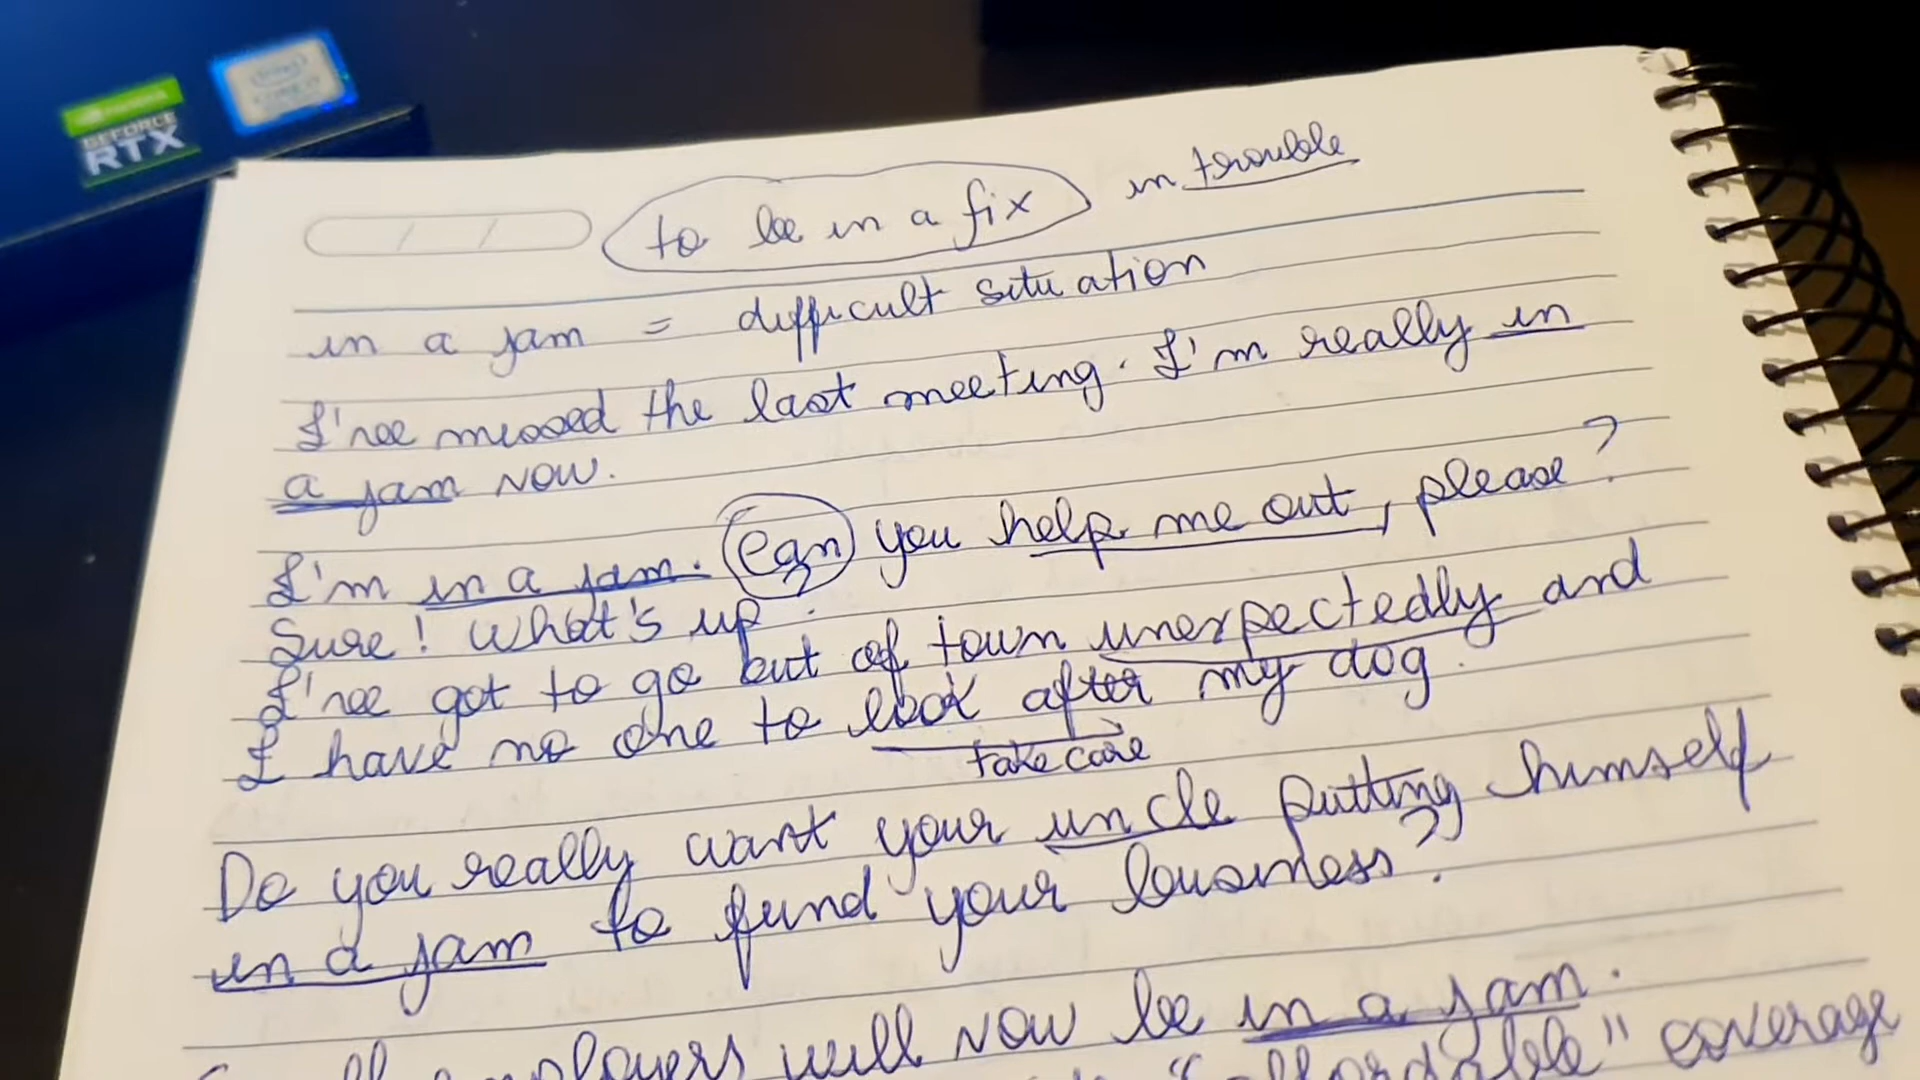 GEFORCE
RTX
to be in a fix in trouble
in a jam = difficult situation
I've missed the last meeting. I'm really in
a jam now.
I'm in a jam. Can you help me out, please?
Sure! What's up?
I've got to go out of town unexpectedly and
I have no one to look after my dog.
take care
Do you really want your uncle putting himself
in a jam to fund your business?
employers will now be in a jam.
"affordable" coverage